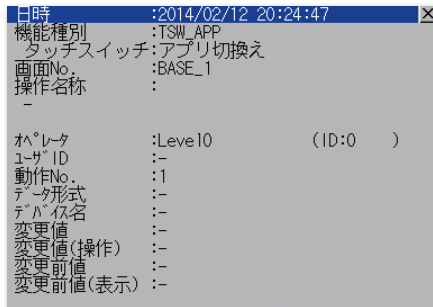 日時 :2014/02/12 20:24:47
機能種別 :TSW_APP
タッチスイッチ:アプリ切換え
画面No. :BASE_1
操作名称 :
-
ｵﾍﾟﾚｰﾀ :Level0 (ID:0 )
ﾕｰｻﾞID :-
動作No. :1
ﾃﾞｰﾀ形式 :-
ﾃﾞﾊﾞｲｽ名 :-
変更値 :-
変更値(操作) :-
変更前値 :-
変更前値(表示) :-